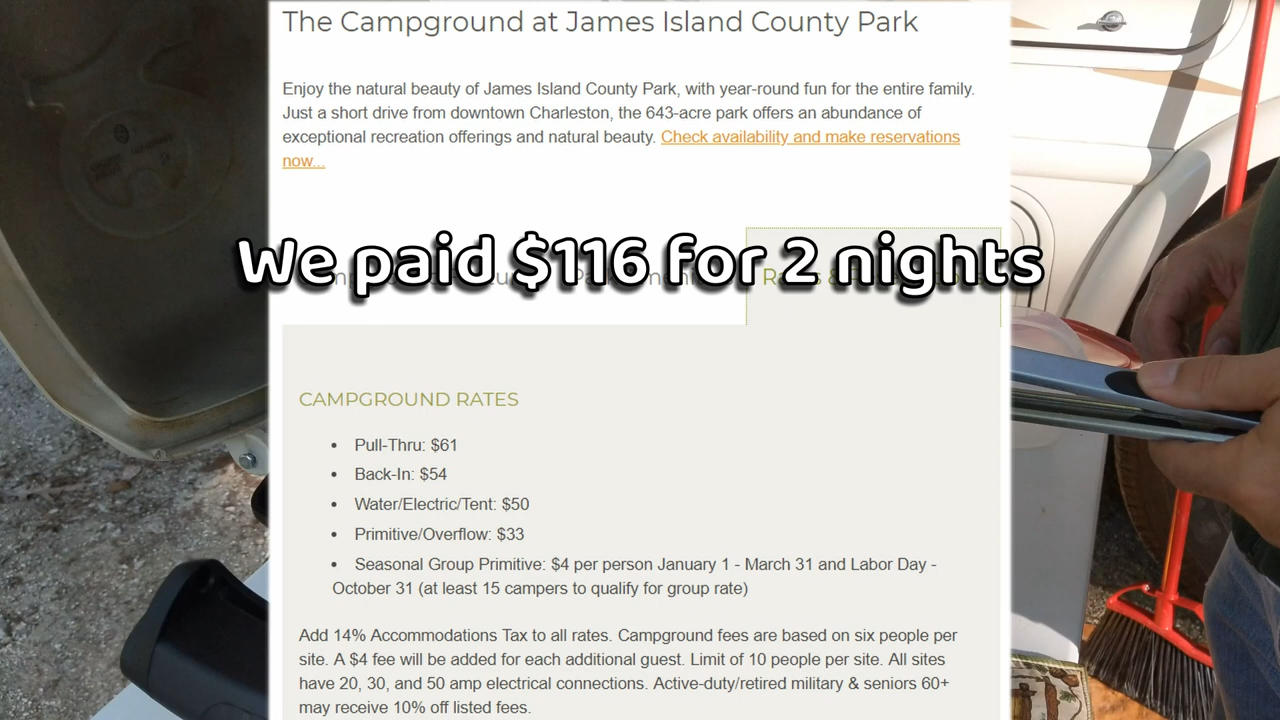 The Campground at James Island County Park
Enjoy the natural beauty of James Island County Park, with year-round fun for the entire family.
Just a short drive from downtown Charleston, the 643-acre park offers an abundance of
exceptional recreation offerings and natural beauty. Check availability and make reservations
now...
We paid $116 for 2 nights
CAMPGROUND RATES
• Pull-Thru: $61
• Back-In: $54
• Water/Electric/Tent: $50
• Primitive/Overflow: $33
• Seasonal Group Primitive: $4 per person January 1 - March 31 and Labor Day -
October 31 (at least 15 campers to qualify for group rate)
Add 14% Accommodations Tax to all rates. Campground fees are based on six people per
site. A $4 fee will be added for each additional guest. Limit of 10 people per site. All sites
have 20, 30, and 50 amp electrical connections. Active-duty/retired military & seniors 60+
may receive 10% off listed fees.